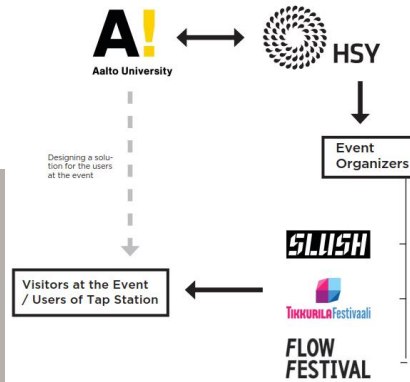 A!
Aalto University
HSY
Designing a solu-
tion for the users
at the event
Event
Organizers
SLUSH
Visitors at the Event
/ Users of Tap Station
TIKKURILA Festivaali
FLOW
FESTIVAL